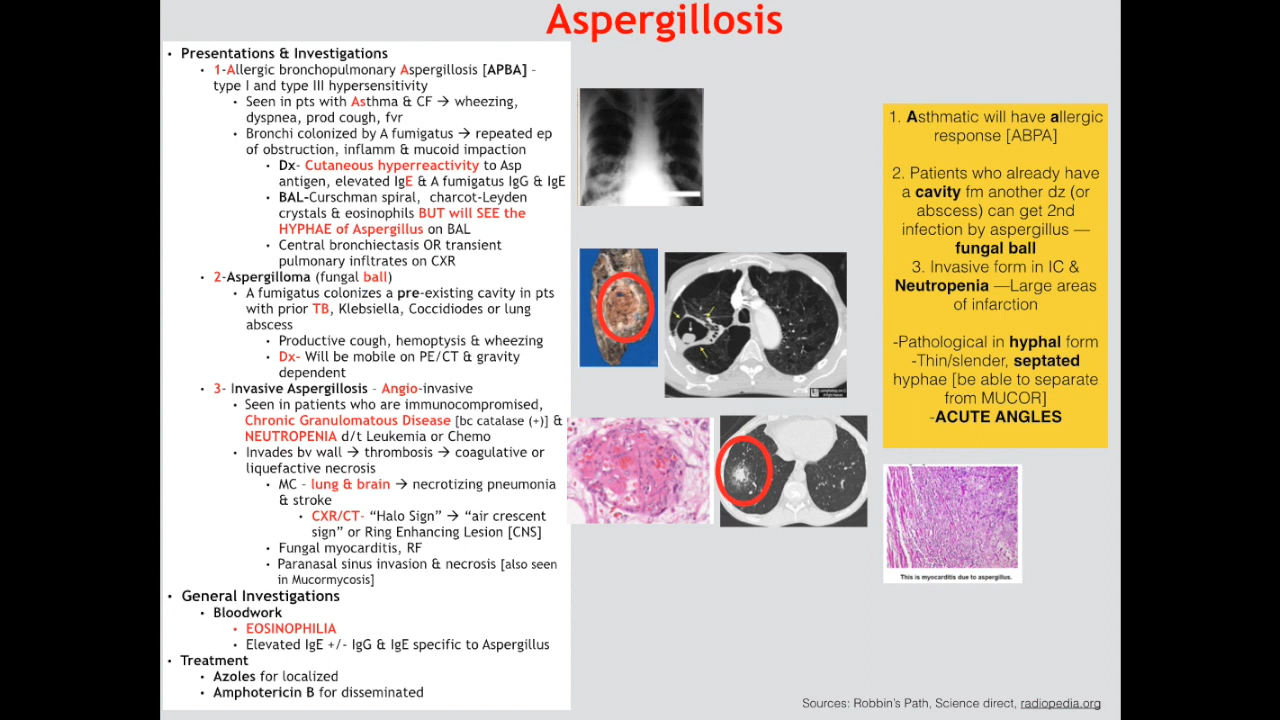 Aspergillosis
• Presentations & Investigations
• 1-Allergic bronchopulmonary Aspergillosis [APBA] -
type I and type III hypersensitivity
• Seen in pts with Asthma & CF → wheezing,
dyspnea, prod cough, fvr
• Bronchi colonized by A fumigatus → repeated ep
of obstruction, inflamm & mucoid impaction
• Dx- Cutaneous hyperreactivity to Asp
antigen, elevated IgE & A fumigatus IgG & IgE
• BAL-Curschman spiral, charcot-Leyden
crystals & eosinophils BUT will SEE the
HYPHAE of Aspergillus on BAL
• Central bronchiectasis OR transient
pulmonary infiltrates on CXR
• 2-Aspergilloma (fungal ball)
• A fumigatus colonizes a pre-existing cavity in pts
with prior TB, Klebsiella, Coccidiodes or lung
abscess
• Productive cough, hemoptysis & wheezing
• Dx- Will be mobile on PE/CT & gravity
dependent
• 3- Invasive Aspergillosis - Angio-invasive
• Seen in patients who are immunocompromised,
Chronic Granulomatous Disease [bc catalase (+)] &
NEUTROPENIA d/t Leukemia or Chemo
• Invades bv wall → thrombosis → coagulative or
liquefactive necrosis
• MC - lung & brain → necrotizing pneumonia
& stroke
• CXR/CT- “Halo Sign” → “air crescent
sign” or Ring Enhancing Lesion [CNS]
• Fungal myocarditis, RF
• Paranasal sinus invasion & necrosis [also seen
in Mucormycosis]
• General Investigations
• Bloodwork
• EOSINOPHILIA
• Elevated IgE +/- IgG & IgE specific to Aspergillus
• Treatment
• Azoles for localized
• Amphotericin B for disseminated
1. Asthmatic will have allergic
response [ABPA]
2. Patients who already have
a cavity fm another dz (or
abscess) can get 2nd
infection by aspergillus —
fungal ball
3. Invasive form in IC &
Neutropenia —Large areas
of infarction
-Pathological in hyphal form
-Thin/slender, septated
hyphae [be able to separate
from MUCOR]
-ACUTE ANGLES
This is myocarditis due to aspergillus.
Sources: Robbin’s Path, Science direct, radiopedia.org